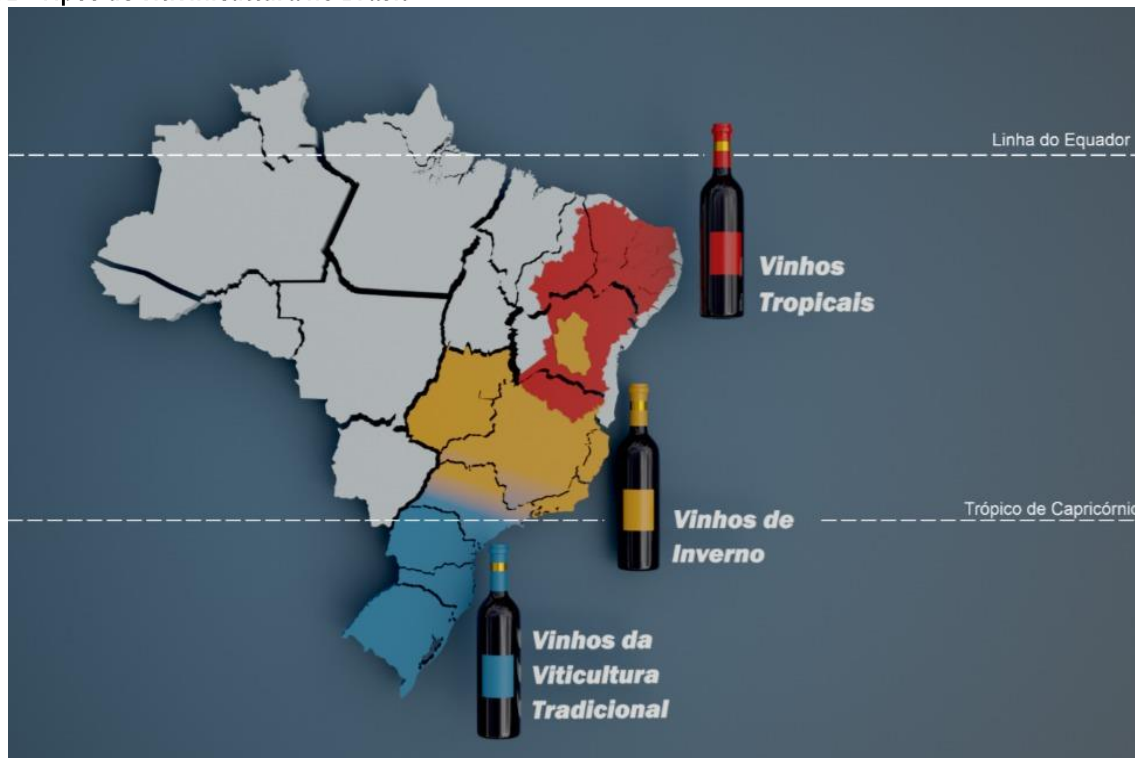 Linha do Equador
Vinhos
Tropicais
Trópico de Capricórnio
Vinhos de
Inverno
Vinhos da
Viticultura
Tradicional